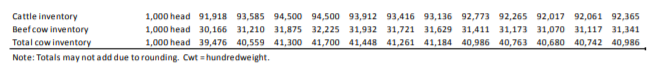 Cattle inventory 1,000 head 91,918 93,585 94,500 94,500 93,912 93,416 93,136 92,773 92,265 92,017 92,061 92,365
Beef cow inventory 1,000 head 30,166 31,210 31,875 32,225 31,932 31,721 31,629 31,411 31,173 31,070 31,117 31,341
Total cow inventory 1,000 head 39,476 40,559 41,300 41,700 41,448 41,261 41,184 40,986 40,763 40,680 40,742 40,986
Note: Totals may not add due to rounding. Cwt = hundredweight.